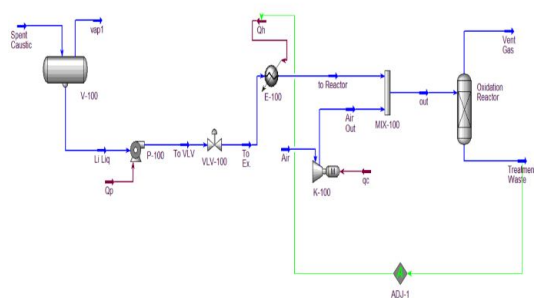 Spent
Caustic
vap1
V-100
Li Liq
P-100
Qp
To VLV
VLV-100
To
Ex.
Qh
E-100
to Reactor
Air
Air
Out
K-100
qc
MIX-100
out
Vent
Gas
Oxidation
Reactor
Treatmen
Waste
ADJ-1